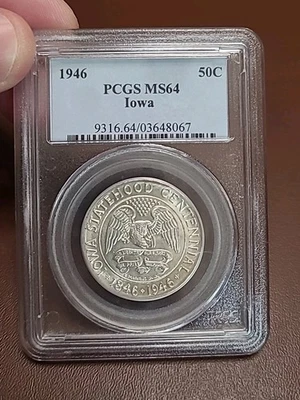 1946 50C
PCGS MS64
Iowa
9316.64/03648067
IOWA STATEHOOD CENTENNIAL
1846 • 1946